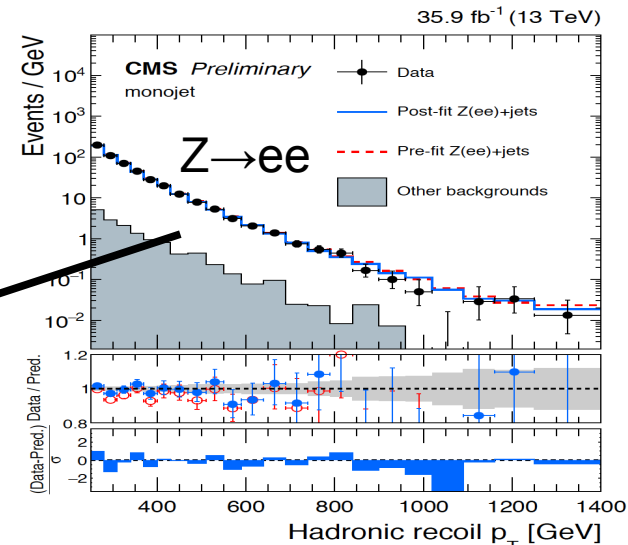 35.9 fb⁻¹ (13 TeV)
Events / GeV
10⁴
10³
10²
10
1
10⁻¹
10⁻²
CMS Preliminary
monojet
Z→ee
Data
Post-fit Z(ee)+jets
Pre-fit Z(ee)+jets
Other backgrounds
Data / Pred.
1.2
1
0.8
(Data-Pred.)
σ
2
0
−2
400 600 800 1000 1200 1400
Hadronic recoil p_T [GeV]